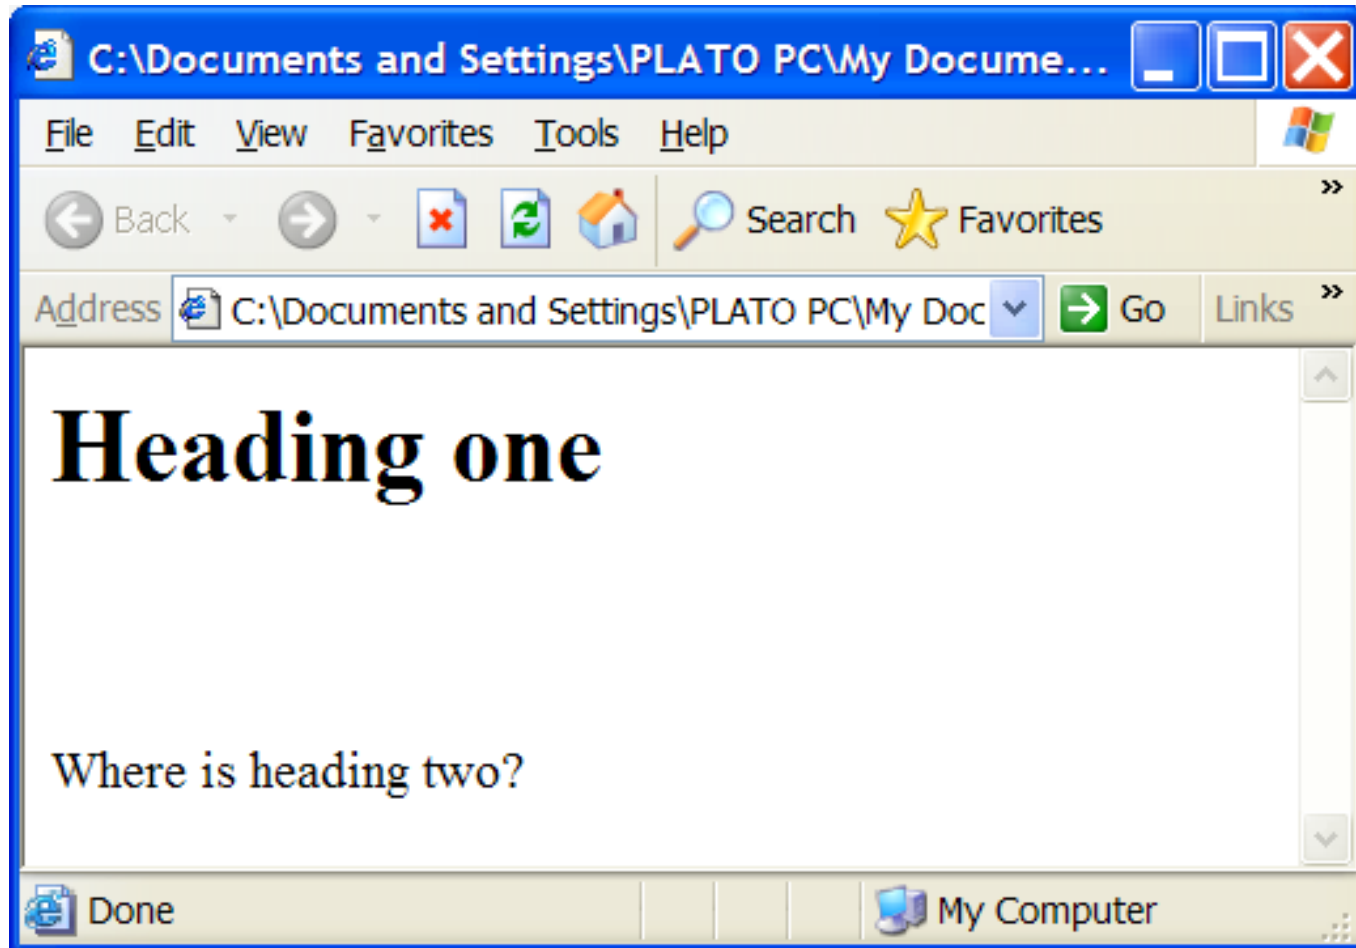 C:\Documents and Settings\PLATO PC\My Docume...
File Edit View Favorites Tools Help
Back Search Favorites »
Address C:\Documents and Settings\PLATO PC\My Doc Go Links »
Heading one
Where is heading two?
Done My Computer